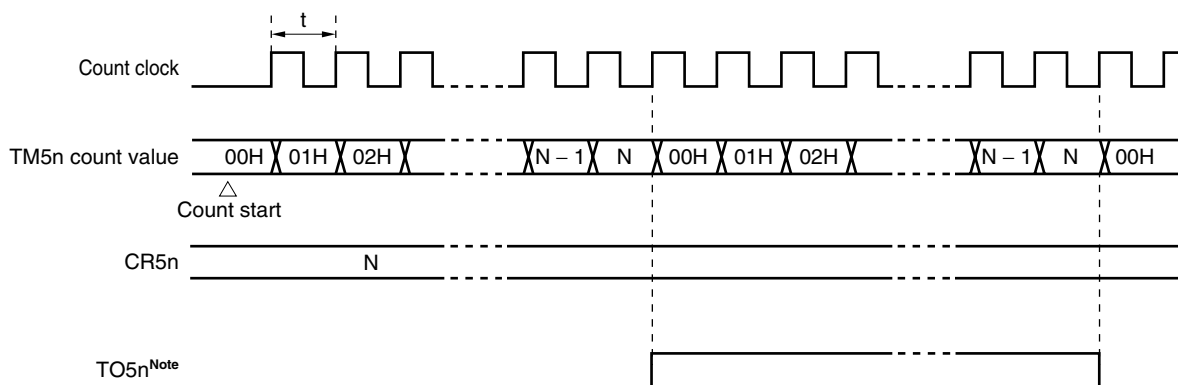 t
Count clock
TM5n count value 00H 01H 02H N – 1 N 00H 01H 02H N – 1 N 00H
Count start
CR5n N
TO5nNote